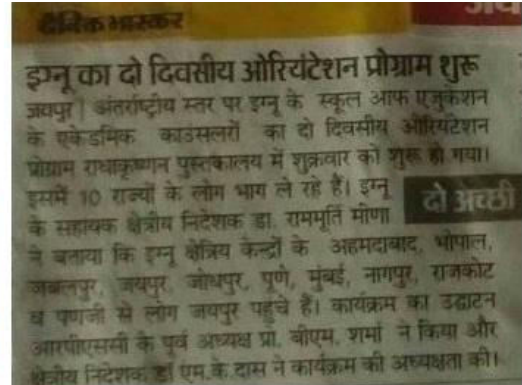 दैनिक भास्कर
इग्नू का दो दिवसीय ओरियंटेशन प्रोग्राम शुरू
जयपुर | अंतर्राष्ट्रीय स्तर पर इग्नू के स्कूल आफ एजुकेशन
के एकेडमिक काउंसलरों का दो दिवसीय ओरियंटेशन
प्रोग्राम राधाकृष्णन पुस्तकालय में शुक्रवार को शुरू हो गया।
इसमें 10 राज्यों के लोग भाग ले रहे हैं। इग्नू
के सहायक क्षेत्रीय निदेशक डा. राममूर्ति मीणा
ने बताया कि इग्नू क्षेत्रिय केन्द्रों के अहमदाबाद, भोपाल,
जबलपुर, जयपुर, जोधपुर, पूणे, मुंबई, नागपुर, राजकोट
व पणजी से लोग जयपुर पहुंचे हैं। कार्यक्रम का उद्घाटन
आरपीएससी के पूर्व अध्यक्ष प्रो. बीएम. शर्मा ने किया और
क्षेत्रीय निदेशक डॉ एम.के.दास ने कार्यक्रम की अध्यक्षता की।
दो अच्छी